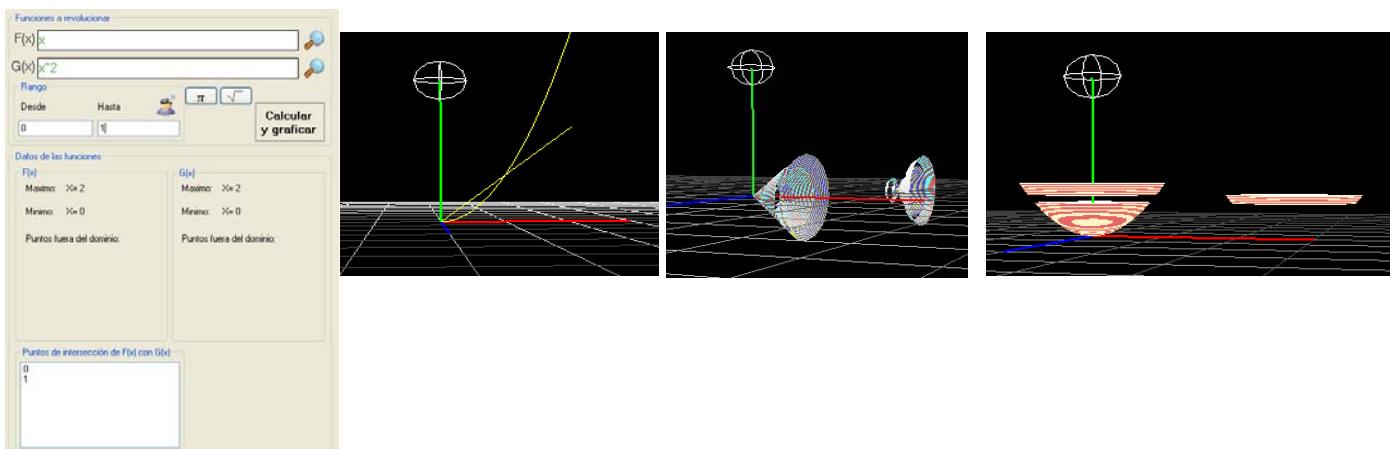 Funciones a revolucionar
F(x) x
G(x) x^2
Rango
Desde Hasta
0 1
π √
Calcular
y graficar
Datos de las funciones
F(x)
Maximo: X= 2
Minimo: X= 0
Puntos fuera del dominio:
G(x)
Maximo: X= 2
Minimo: X= 0
Puntos fuera del dominio:
Puntos de intersección de F(x) con G(x)
0
1